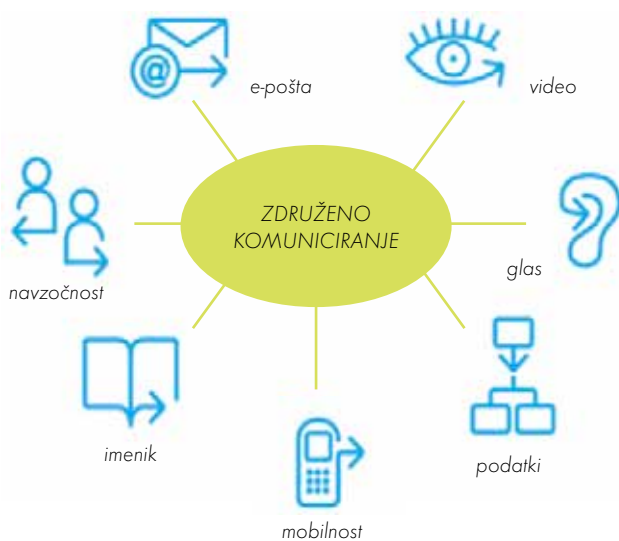 @
e-pošta
video
ZDRUŽENO
KOMUNICIRANJE
navzočnost
glas
imenik
podatki
mobilnost